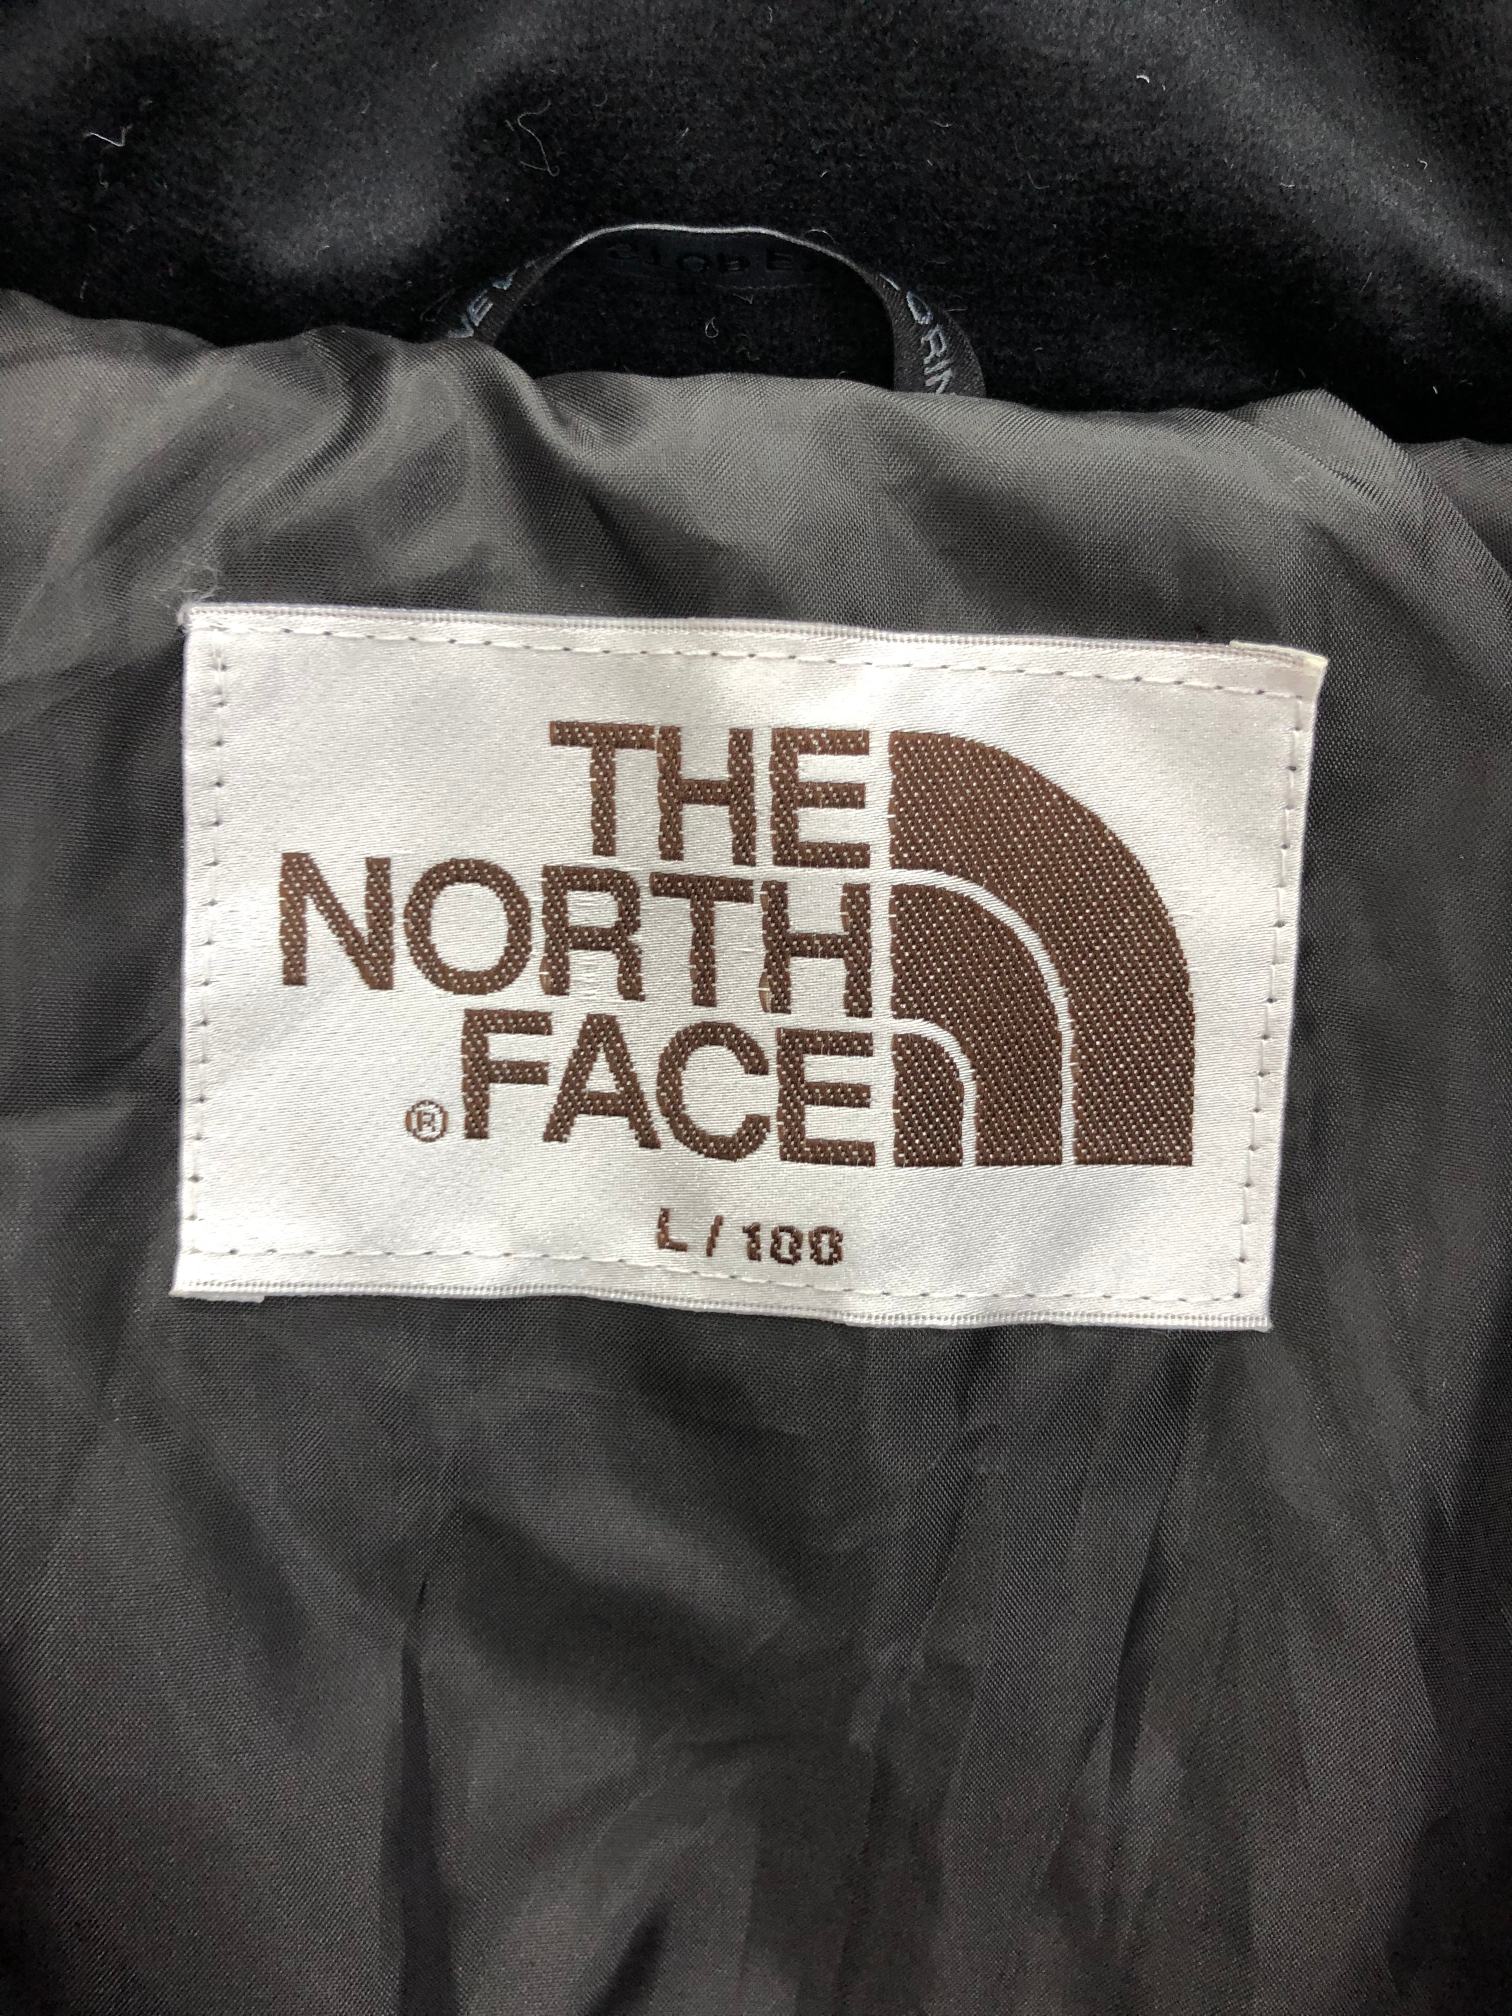 THE
NORTH
FACE
®
L / 100